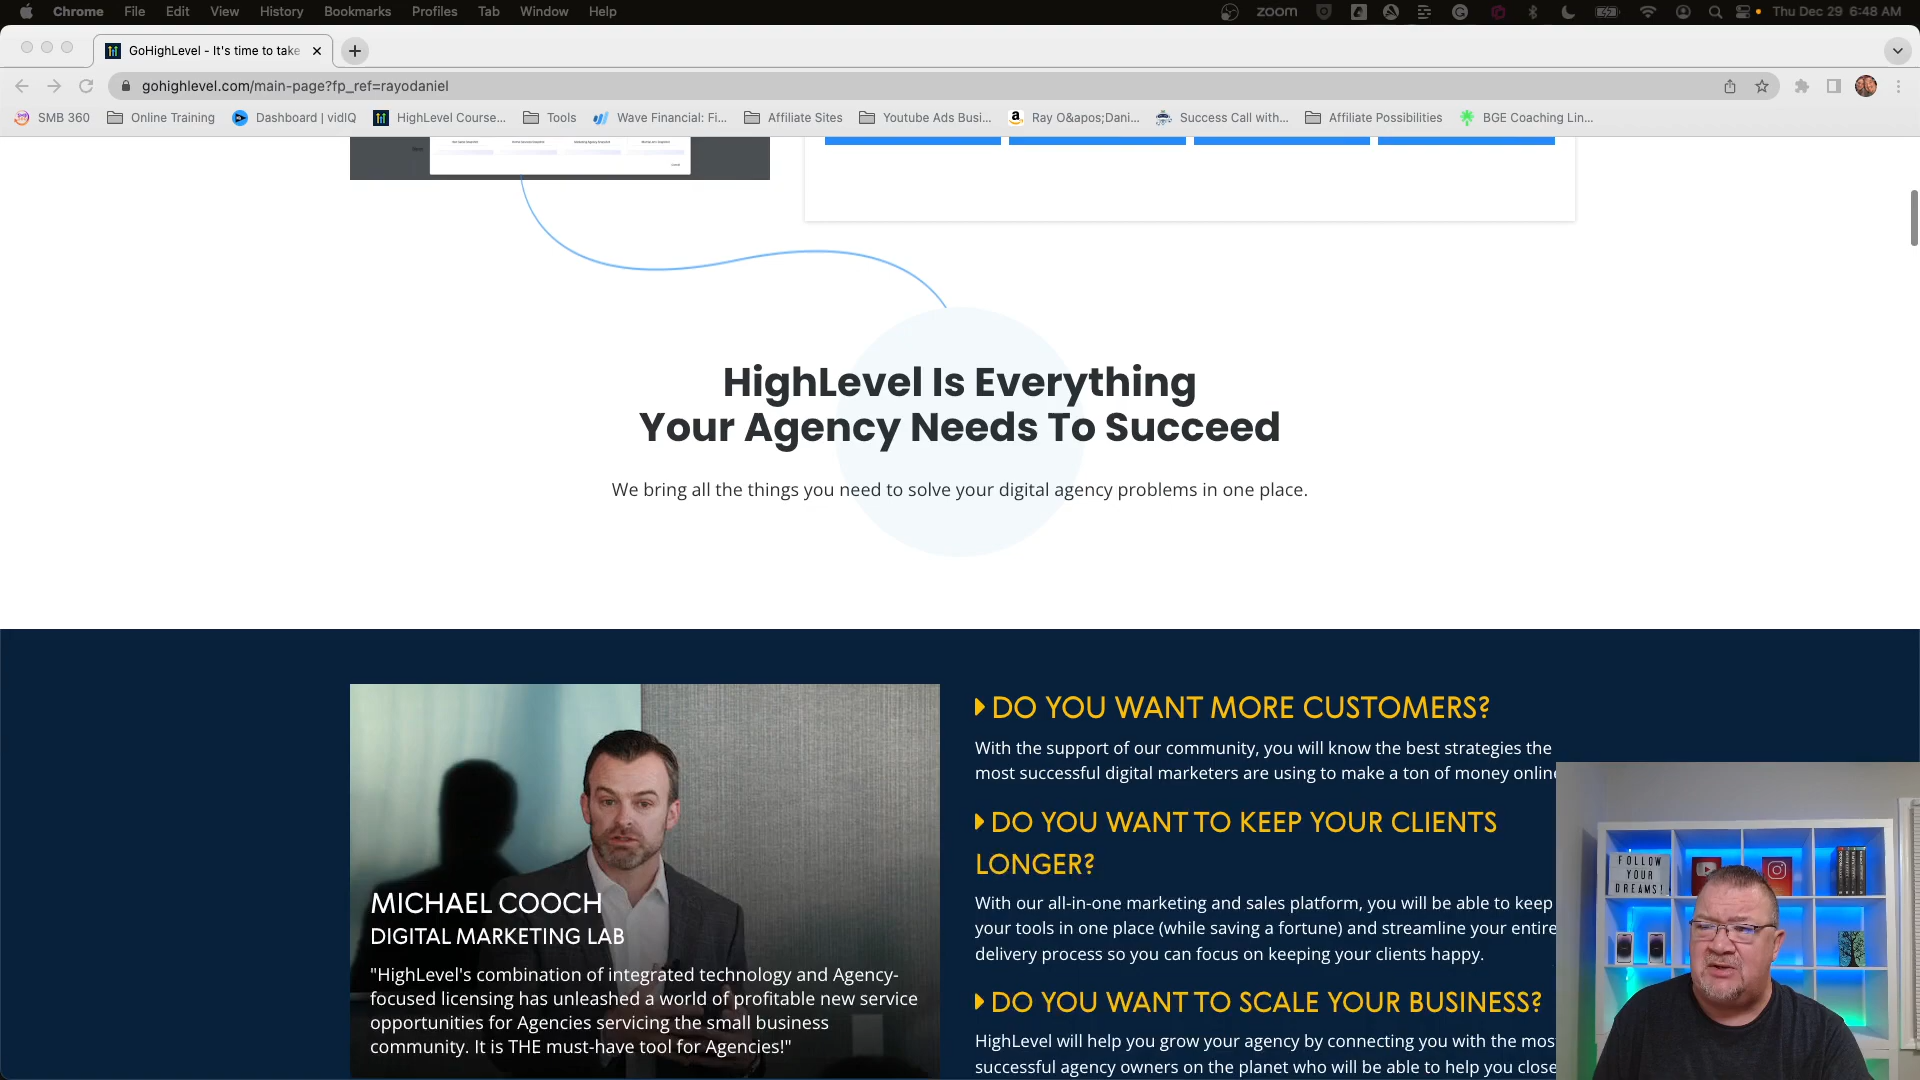 Chrome File Edit View History Bookmarks Profiles Tab Window Help
zoom
Thu Dec 29 6:48 AM
GoHighLevel - It's time to take
gohighlevel.com/main-page?fp_ref=rayodaniel
SMB 360
Online Training
Dashboard | vidIQ
HighLevel Course...
Tools
Wave Financial: Fi...
Affiliate Sites
Youtube Ads Busi...
Ray O&apos;Dani...
Success Call with...
Affiliate Possibilities
BGE Coaching Lin...
HighLevel Is Everything
Your Agency Needs To Succeed
We bring all the things you need to solve your digital agency problems in one place.
MICHAEL COOCH
DIGITAL MARKETING LAB
"HighLevel's combination of integrated technology and Agency-
focused licensing has unleashed a world of profitable new service
opportunities for Agencies servicing the small business
community. It is THE must-have tool for Agencies!"
DO YOU WANT MORE CUSTOMERS?
With the support of our community, you will know the best strategies the
most successful digital marketers are using to make a ton of money online
DO YOU WANT TO KEEP YOUR CLIENTS
LONGER?
With our all-in-one marketing and sales platform, you will be able to keep
your tools in one place (while saving a fortune) and streamline your entire
delivery process so you can focus on keeping your clients happy.
DO YOU WANT TO SCALE YOUR BUSINESS?
HighLevel will help you grow your agency by connecting you with the mos
successful agency owners on the planet who will be able to help you close
FOLLOW
YOUR
DREAMS!